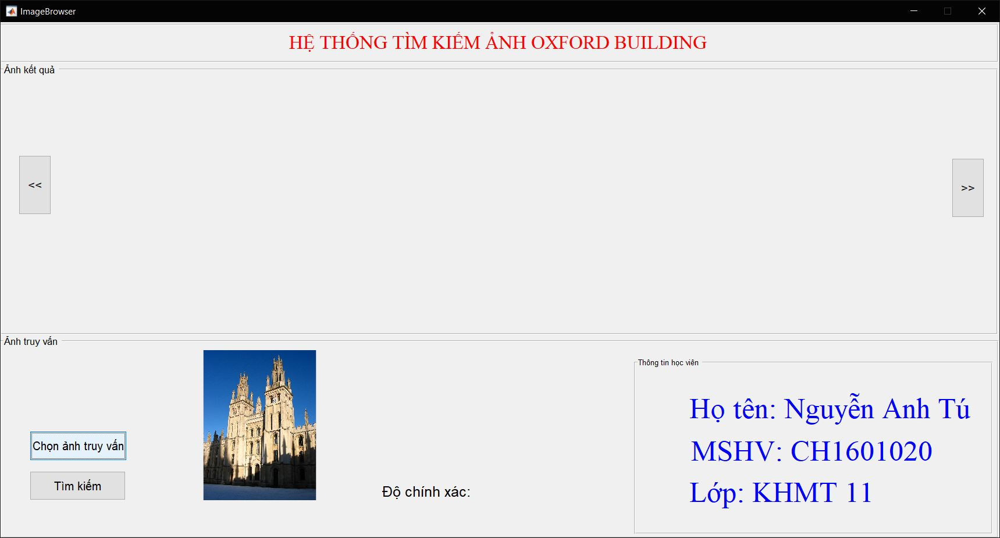 ImageBrowser
HỆ THỐNG TÌM KIẾM ẢNH OXFORD BUILDING
Ảnh kết quả
<<
>>
Ảnh truy vấn
Thông tin học viên
Họ tên: Nguyễn Anh Tú
Chọn ảnh truy vấn
MSHV: CH1601020
Tìm kiếm
Độ chính xác:
Lớp: KHMT 11